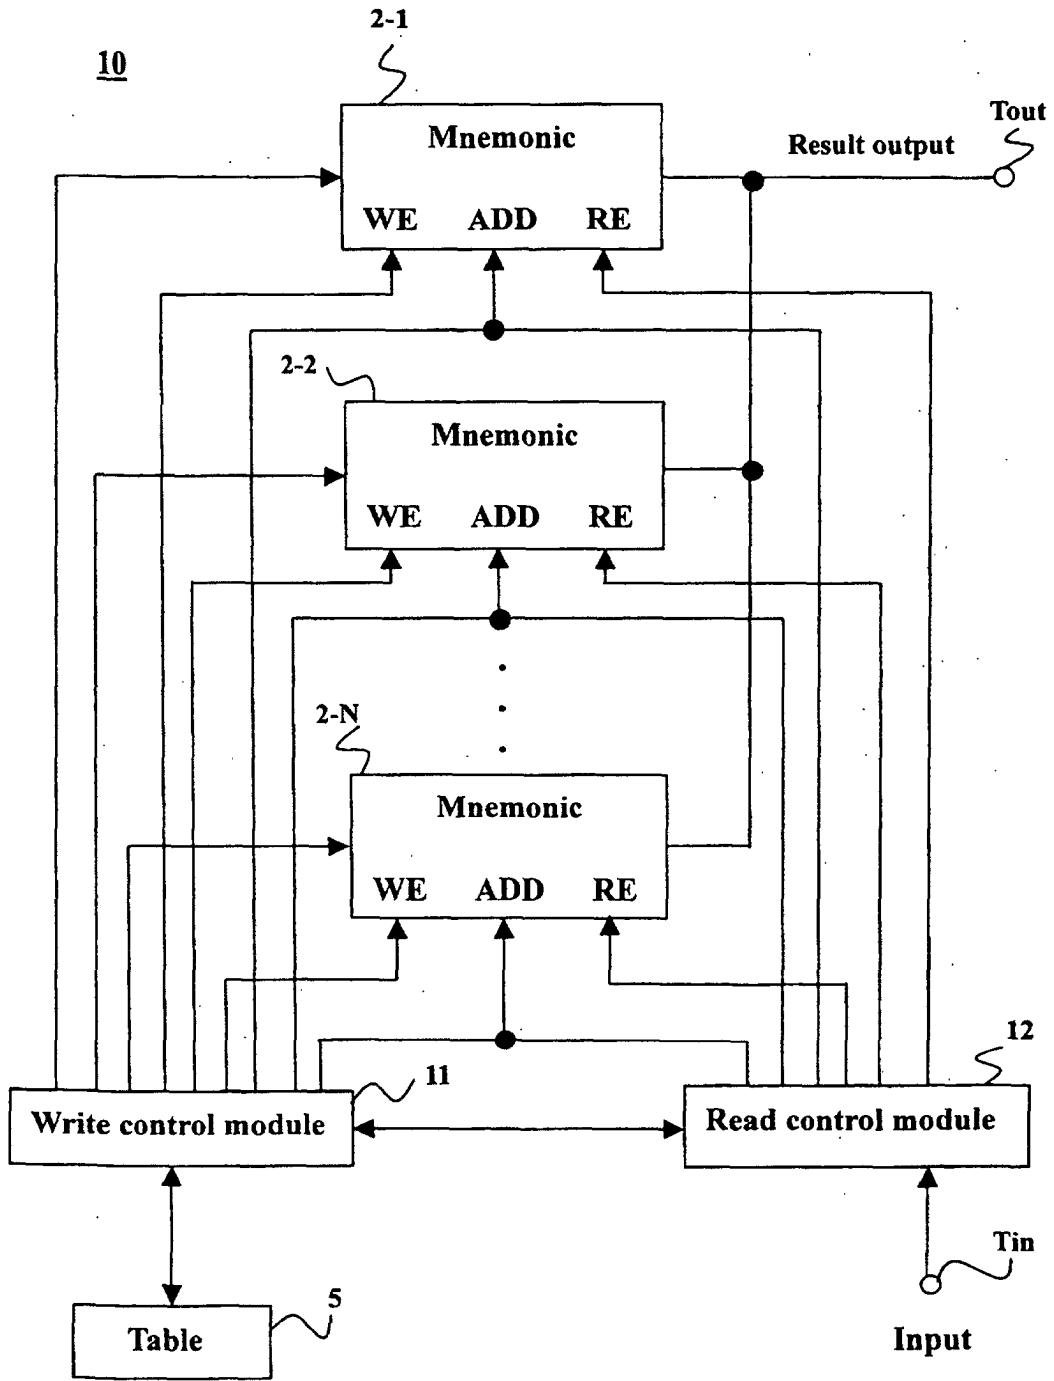 2-1
10
Tout
Mnemonic
Result output
WE ADD RE
2-2
Mnemonic
WE ADD RE
2-N
Mnemonic
WE ADD RE
12
11
Write control module
Read control module
Tin
5
Table
Input